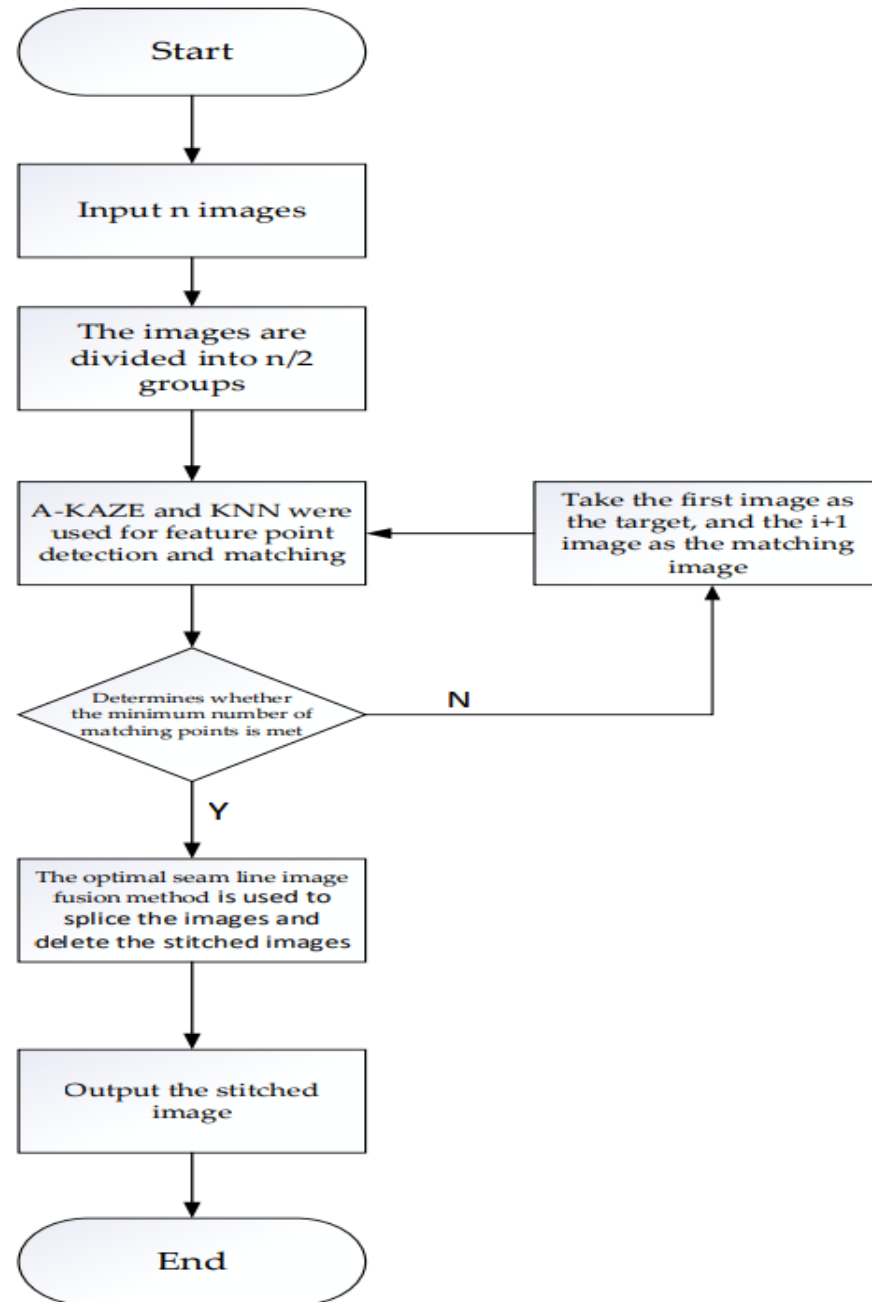 Start
Input n images
The images are
divided into n/2
groups
A-KAZE and KNN were
used for feature point
detection and matching
Take the first image as
the target, and the i+1
image as the matching
image
Determines whether
the minimum number of
matching points is met
N
Y
The optimal seam line image
fusion method is used to
splice the images and
delete the stitched images
Output the stitched
image
End